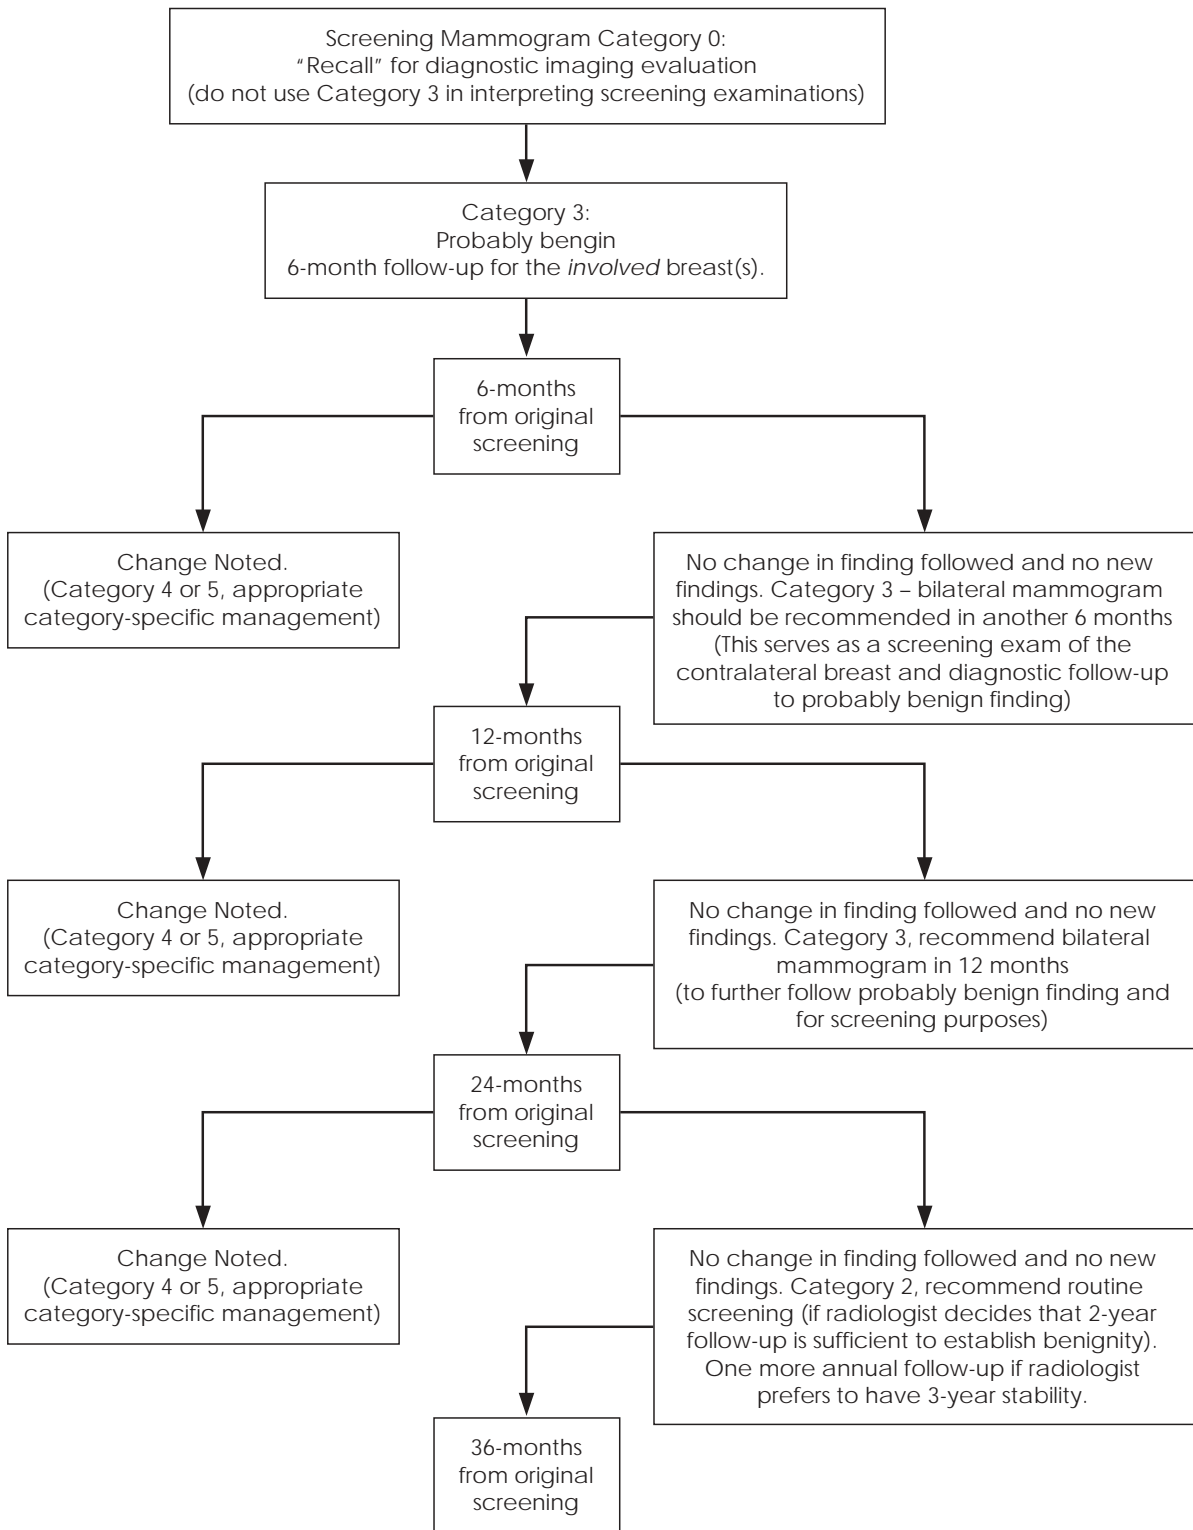 Screening Mammogram Category 0:
“Recall” for diagnostic imaging evaluation
(do not use Category 3 in interpreting screening examinations)
Category 3:
Probably bengin
6-month follow-up for the involved breast(s).
6-months
from original
screening
Change Noted.
(Category 4 or 5, appropriate
category-specific management)
No change in finding followed and no new
findings. Category 3 – bilateral mammogram
should be recommended in another 6 months
(This serves as a screening exam of the
contralateral breast and diagnostic follow-up
to probably benign finding)
12-months
from original
screening
Change Noted.
(Category 4 or 5, appropriate
category-specific management)
No change in finding followed and no new
findings. Category 3, recommend bilateral
mammogram in 12 months
(to further follow probably benign finding and
for screening purposes)
24-months
from original
screening
Change Noted.
(Category 4 or 5, appropriate
category-specific management)
No change in finding followed and no new
findings. Category 2, recommend routine
screening (if radiologist decides that 2-year
follow-up is sufficient to establish benignity).
One more annual follow-up if radiologist
prefers to have 3-year stability.
36-months
from original
screening